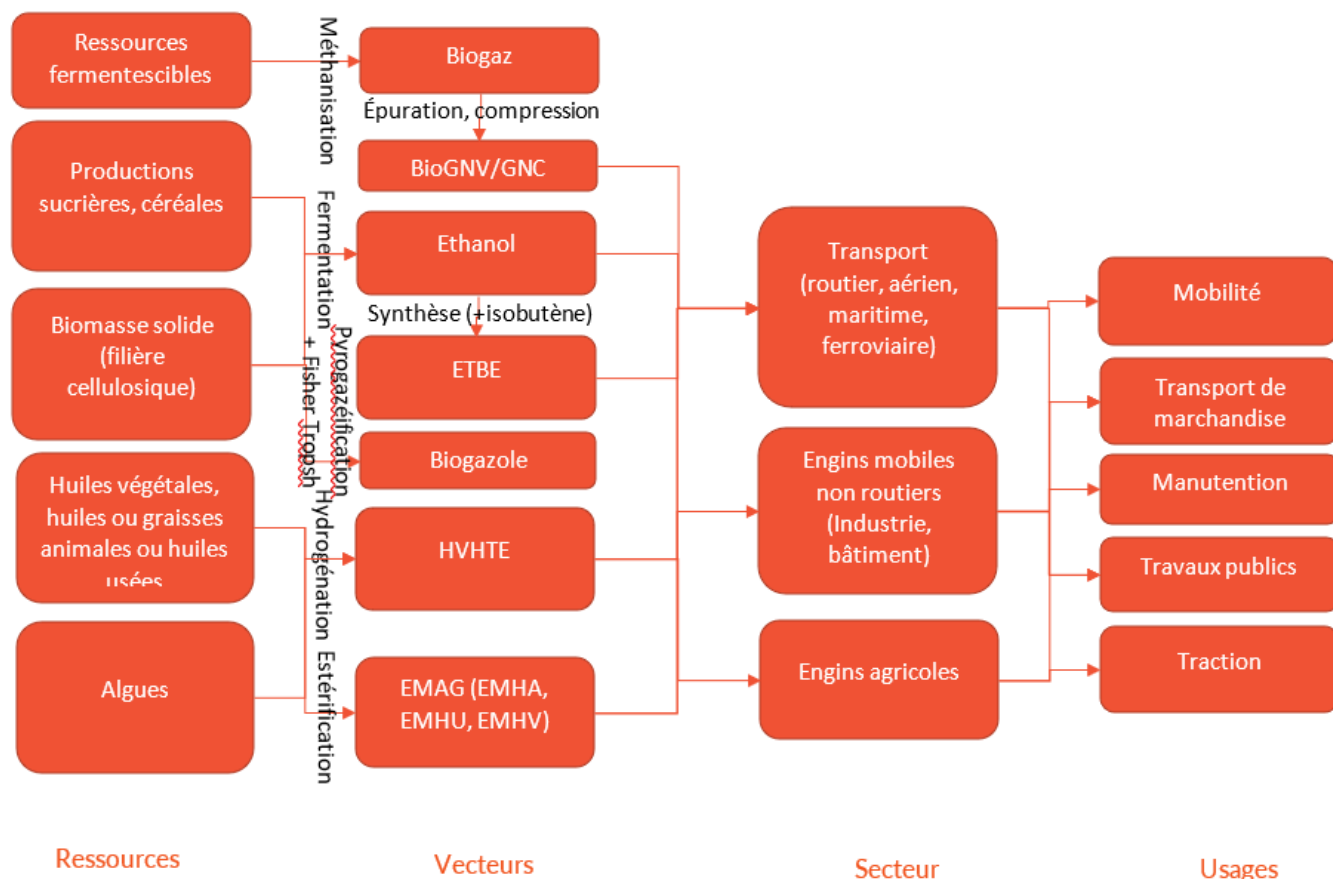 Ressources
fermentescibles
Productions
sucrières, céréales
Biomasse solide
(filière
cellulosique)
Huiles végétales,
huiles ou graisses
animales ou huiles
usées
Algues
Méthanisation
Fermentation
Pyrogazéification
+ Fisher Tropsh
Hydrogénation
Estérification
Biogaz
Épuration, compression
BioGNV/GNC
Ethanol
Synthèse (+isobutène)
ETBE
Biogazole
HVHTE
EMAG (EMHA,
EMHU, EMHV)
Transport
(routier, aérien,
maritime,
ferroviaire)
Engins mobiles
non routiers
(Industrie,
bâtiment)
Engins agricoles
Mobilité
Transport de
marchandise
Manutention
Travaux publics
Traction
Ressources
Vecteurs
Secteur
Usages